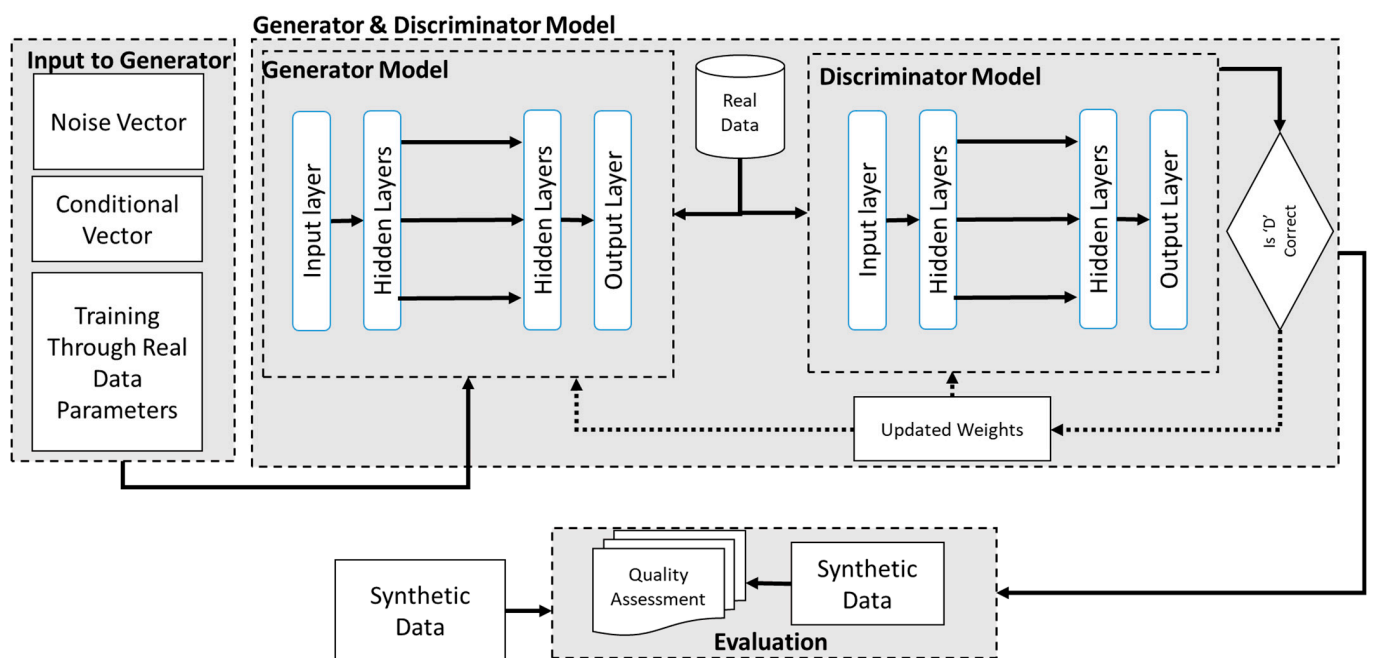 Generator & Discriminator Model
Input to Generator
Noise Vector
Conditional
Vector
Training
Through Real
Data
Parameters
Generator Model
Input layer
Hidden Layers
Hidden Layers
Output Layer
Real
Data
Discriminator Model
Input layer
Hidden Layers
Hidden Layers
Output Layer
Is ‘D’
Correct
Updated Weights
Synthetic
Data
Quality
Assessment
Synthetic
Data
Evaluation